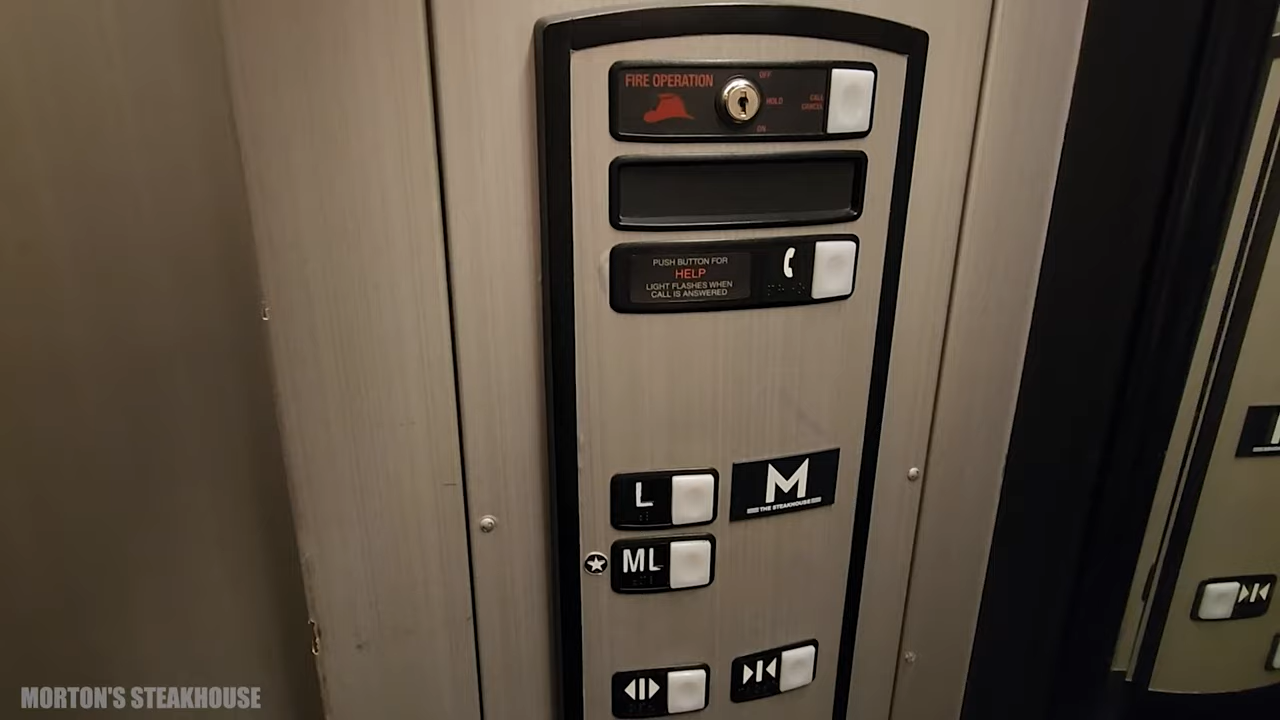 FIRE OPERATION
OFF
HOLD
ON
CALL
CANCEL
PUSH BUTTON FOR
HELP
LIGHT FLASHES WHEN
CALL IS ANSWERED
L
M
THE STEAKHOUSE
ML
MORTON'S STEAKHOUSE